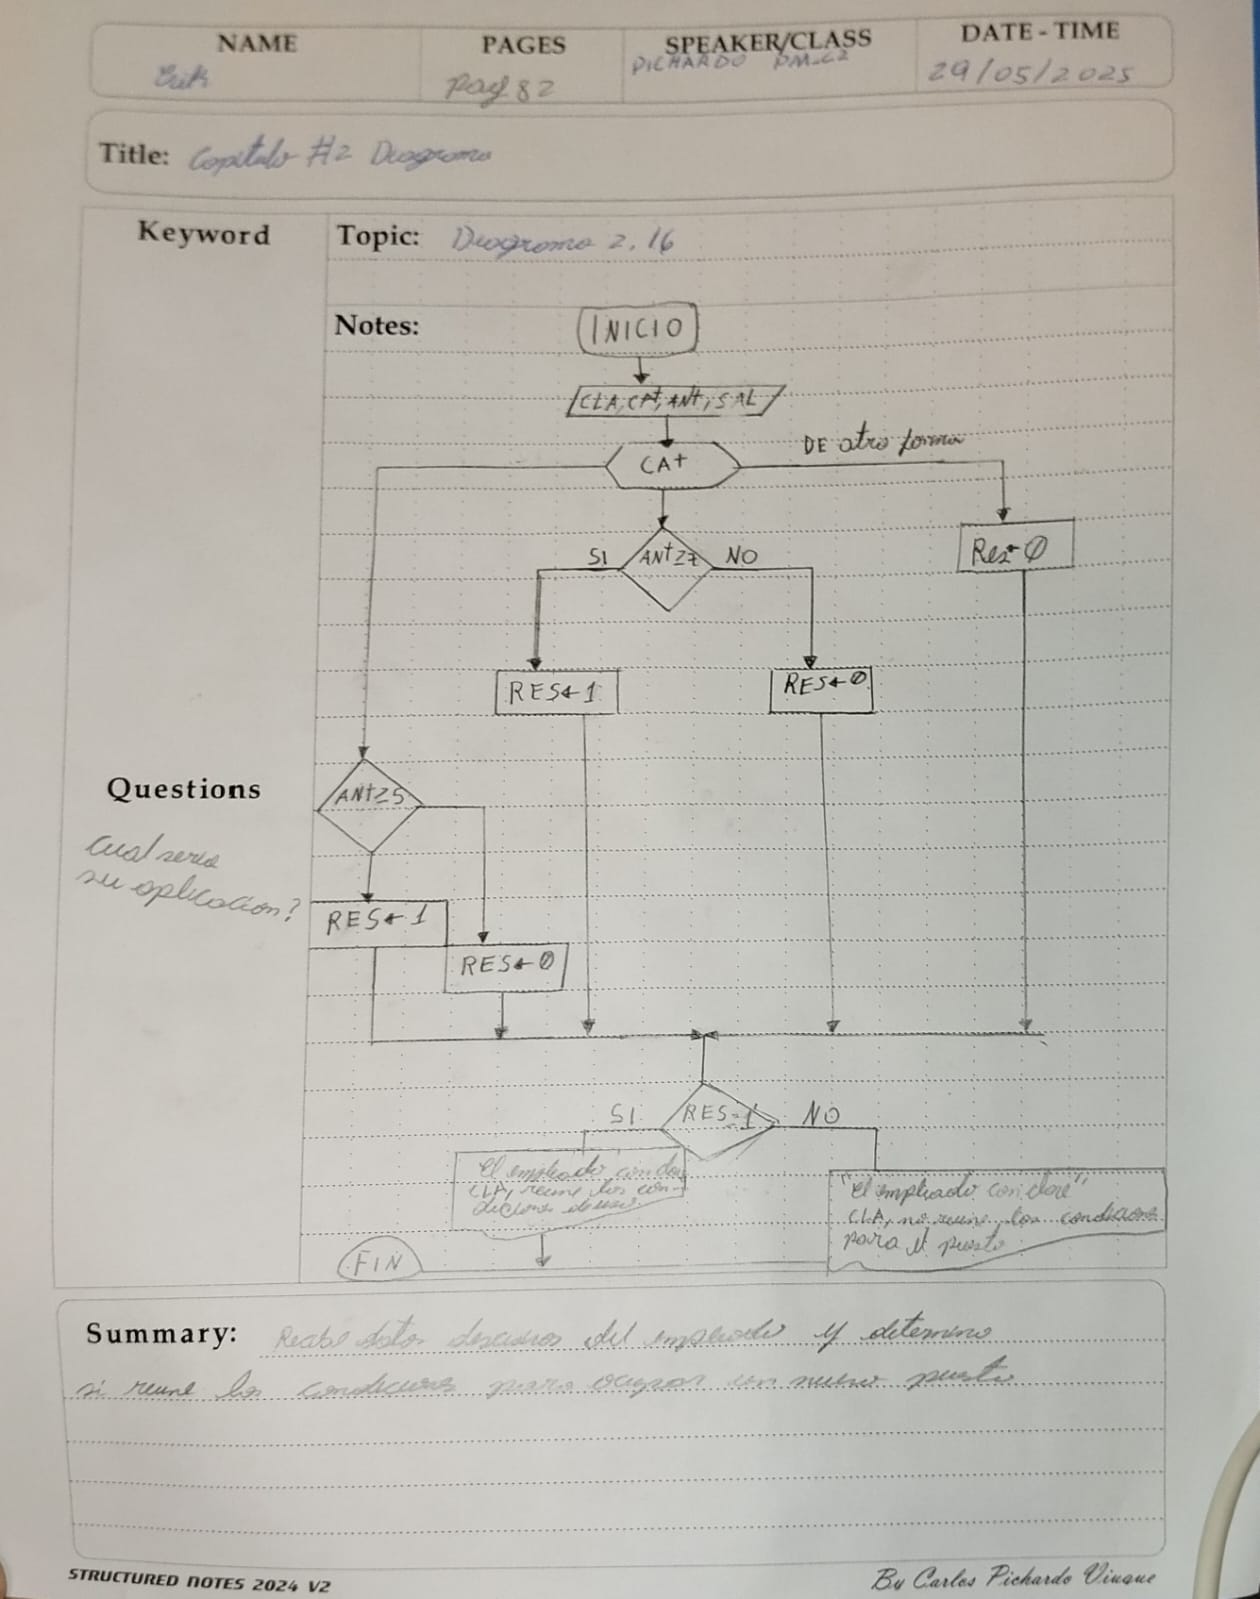 NAME PAGES SPEAKER/CLASS DATE - TIME
Erik pag 82 PICHARDO PM-C2 29/05/2025
Title: Capitulo #2 Diagrama
Keyword
Topic: Diagrama 2.16
Notes:
INICIO
CLA, CAt, ANt, SAL
CAt
DE otra forma
SI ANt≥7 NO
Res←0
RES←1
RES←0
Questions
ANt≥5
Cual seria
su aplicacion?
RES←1
RES←0
SI RES=1 NO
El empleado con
CLA, reune las con-
diciones
"El empleado con clave",
CLA, no reune, las condiciones
para el puesto
FIN
Summary: Recibe datos del empleado y determina
si reune las condiciones para ocupar un nuevo puesto
STRUCTURED NOTES 2024 V2
By Carlos Pichardo Viuque